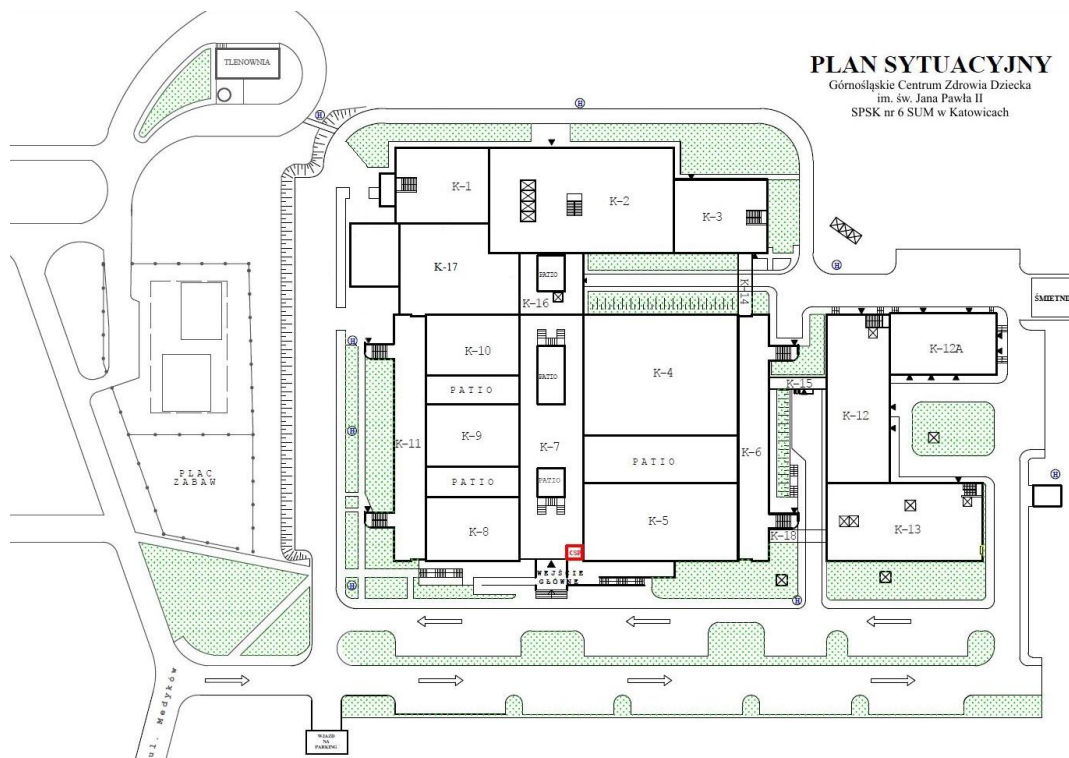 PLAN SYTUACYJNY
Górnośląskie Centrum Zdrowia Dziecka
im. św. Jana Pawła II
SPSK nr 6 SUM w Katowicach
TLENOWNIA
H
H
K-1
K-2
K-3
K-17
PATIO
K-16
K-14
H
ŚMIETNI
H
K-10
PATIO
K-4
K-12A
PATIO
K-15
K-12
K-9
K-11
K-7
K-6
H
PATIO
PLAC
ZABAW
PATIO
PATIO
H
K-8
K-5
K-18
K-13
CSP
WEJŚCIE
GŁÓWNE
H
H
ul. Medyków
WJAZD
NA
PARKING